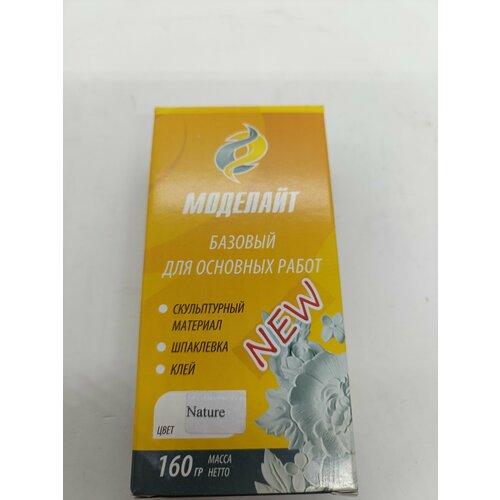 МОДЕЛАЙТ
БАЗОВЫЙ
ДЛЯ ОСНОВНЫХ РАБОТ
СКУЛЬПТУРНЫЙ
МАТЕРИАЛ
ШПАКЛЕВКА
КЛЕЙ
NEW
Nature
ЦВЕТ
160 ГР МАССА
НЕТТО